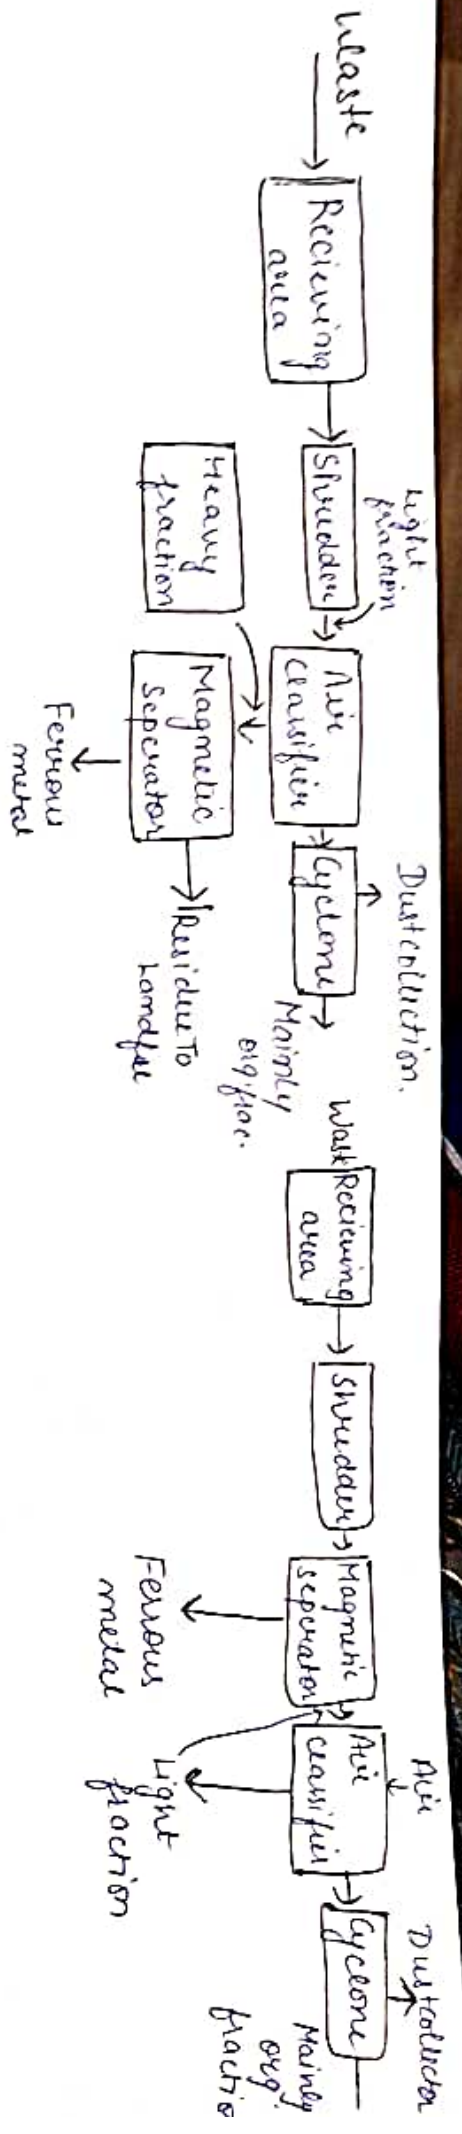 Waste
Recieving
area
Shredder
Light
fraction
Air
classifier
Cyclone
Dust collection.
Mainly
org. frac.
Heavy
fraction
Magnetic
seperator
Ferrous
metal
Residue To
Landfill
Waste
Recieving
area
Shredder
Magnetic
seperator
Ferrous
metal
Air
Air
classifier
Light
fraction
Cyclone
Dust collector
Mainly
org.
fractio